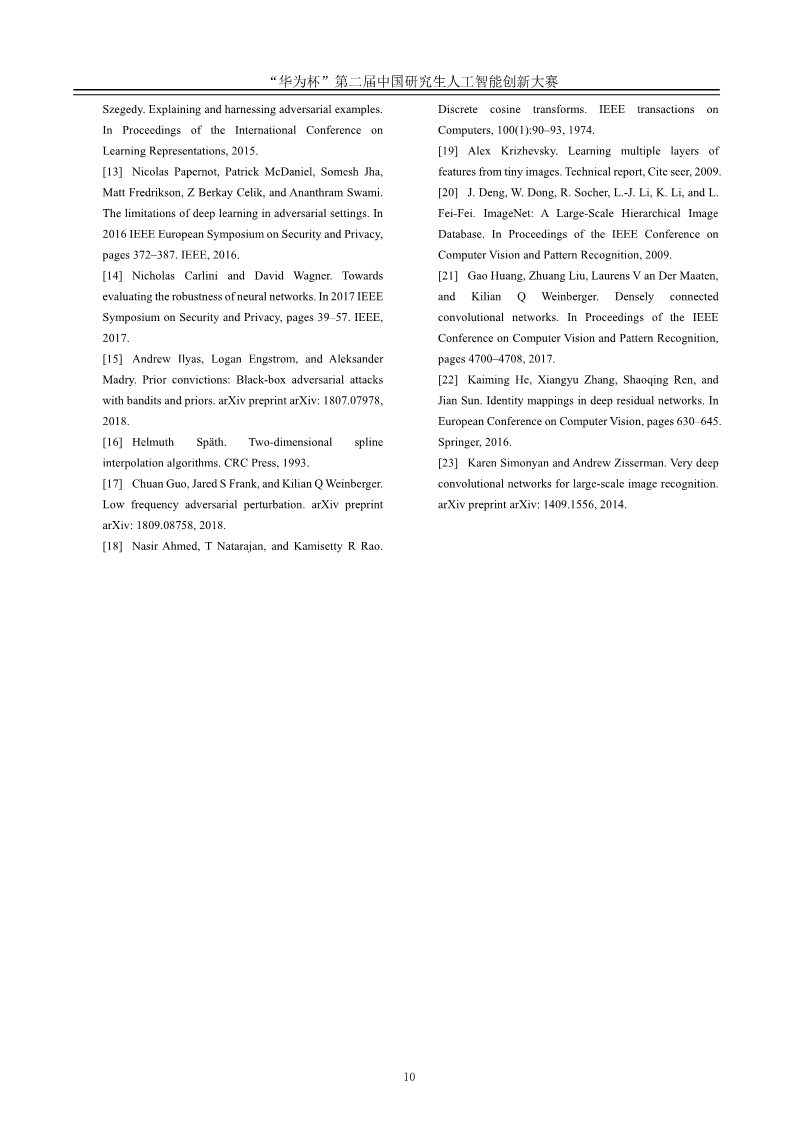 “华为杯”第二届中国研究生人工智能创新大赛
Szegedy. Explaining and harnessing adversarial examples.
In Proceedings of the International Conference on
Learning Representations, 2015.
[13] Nicolas Papernot, Patrick McDaniel, Somesh Jha,
Matt Fredrikson, Z Berkay Celik, and Ananthram Swami.
The limitations of deep learning in adversarial settings. In
2016 IEEE European Symposium on Security and Privacy,
pages 372–387. IEEE, 2016.
[14] Nicholas Carlini and David Wagner. Towards
evaluating the robustness of neural networks. In 2017 IEEE
Symposium on Security and Privacy, pages 39–57. IEEE,
2017.
[15] Andrew Ilyas, Logan Engstrom, and Aleksander
Madry. Prior convictions: Black-box adversarial attacks
with bandits and priors. arXiv preprint arXiv: 1807.07978,
2018.
[16] Helmuth Späth. Two-dimensional spline
interpolation algorithms. CRC Press, 1993.
[17] Chuan Guo, Jared S Frank, and Kilian Q Weinberger.
Low frequency adversarial perturbation. arXiv preprint
arXiv: 1809.08758, 2018.
[18] Nasir Ahmed, T Natarajan, and Kamisetty R Rao.
Discrete cosine transforms. IEEE transactions on
Computers, 100(1):90–93, 1974.
[19] Alex Krizhevsky. Learning multiple layers of
features from tiny images. Technical report, Cite seer, 2009.
[20] J. Deng, W. Dong, R. Socher, L.-J. Li, K. Li, and L.
Fei-Fei. ImageNet: A Large-Scale Hierarchical Image
Database. In Proceedings of the IEEE Conference on
Computer Vision and Pattern Recognition, 2009.
[21] Gao Huang, Zhuang Liu, Laurens V an Der Maaten,
and Kilian Q Weinberger. Densely connected
convolutional networks. In Proceedings of the IEEE
Conference on Computer Vision and Pattern Recognition,
pages 4700–4708, 2017.
[22] Kaiming He, Xiangyu Zhang, Shaoqing Ren, and
Jian Sun. Identity mappings in deep residual networks. In
European Conference on Computer Vision, pages 630–645.
Springer, 2016.
[23] Karen Simonyan and Andrew Zisserman. Very deep
convolutional networks for large-scale image recognition.
arXiv preprint arXiv: 1409.1556, 2014.
10